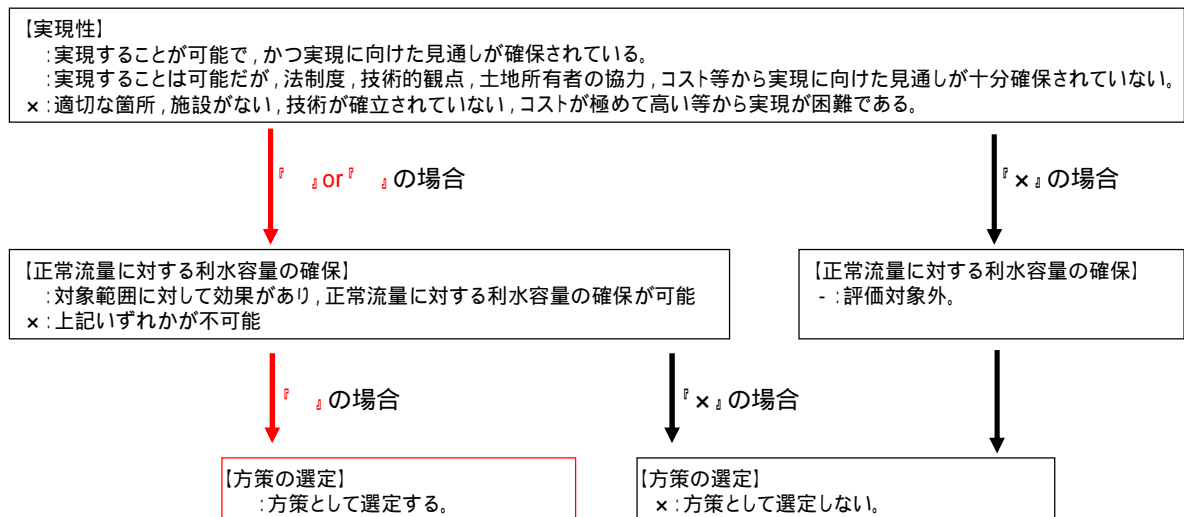 【実現性】
:実現することが可能で,かつ実現に向けた見通しが確保されている。
:実現することは可能だが,法制度,技術的観点,土地所有者の協力,コスト等から実現に向けた見通しが十分確保されていない。
×:適切な箇所,施設がない,技術が確立されていない,コストが極めて高い等から実現が困難である。
『 』or『 』の場合
『×』の場合
【正常流量に対する利水容量の確保】
:対象範囲に対して効果があり,正常流量に対する利水容量の確保が可能
×:上記いずれかが不可能
【正常流量に対する利水容量の確保】
-:評価対象外。
『 』の場合
『×』の場合
【方策の選定】
:方策として選定する。
【方策の選定】
×:方策として選定しない。